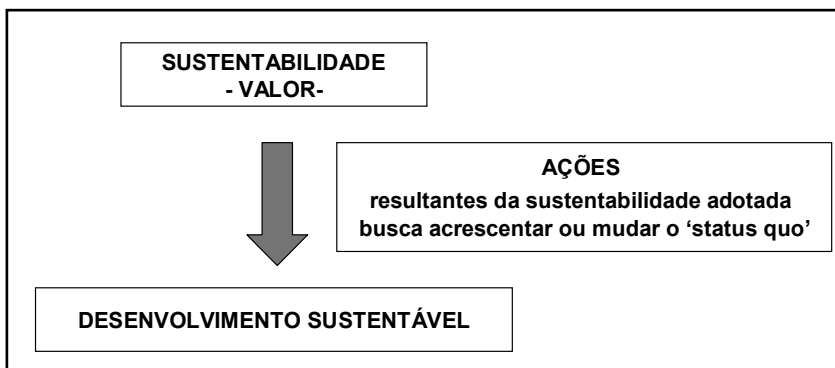 SUSTENTABILIDADE
- VALOR-
AÇÕES
resultantes da sustentabilidade adotada
busca acrescentar ou mudar o ‘status quo’
DESENVOLVIMENTO SUSTENTÁVEL